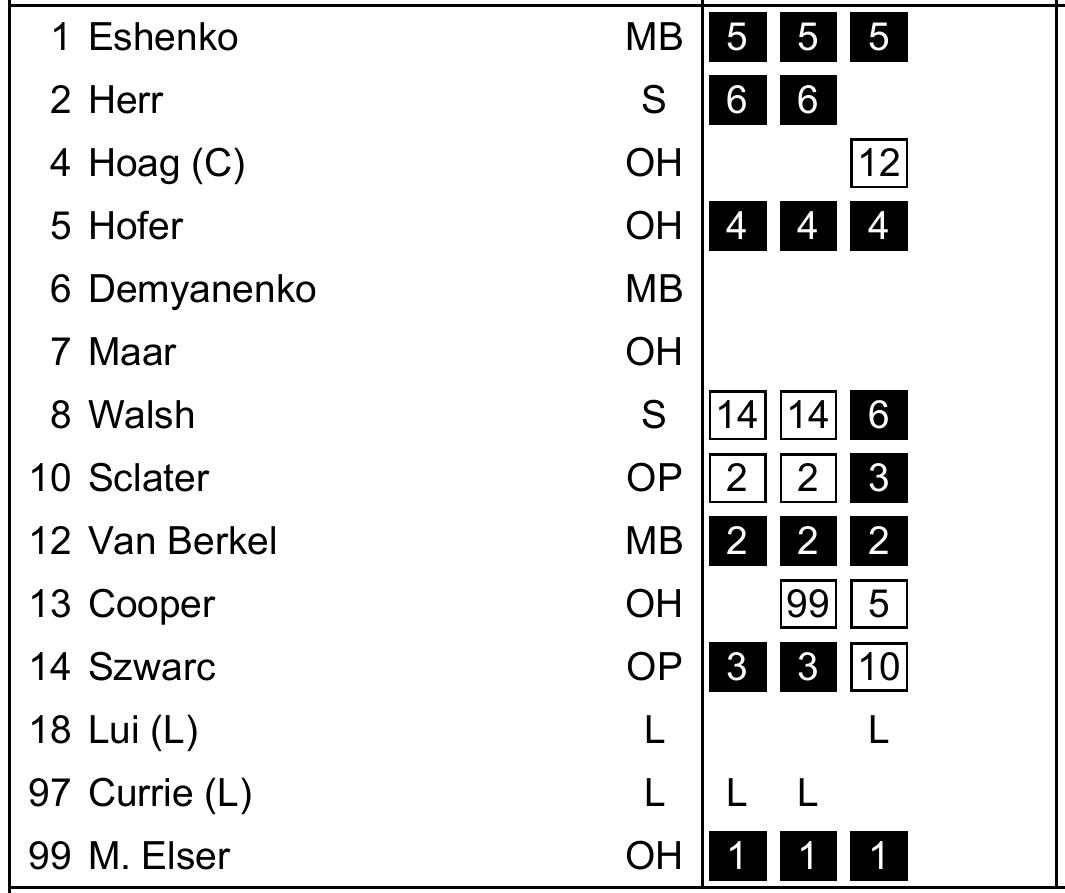 1 Eshenko MB 5 5 5
2 Herr S 6 6
4 Hoag (C) OH 12
5 Hofer OH 4 4 4
6 Demyanenko MB
7 Maar OH
8 Walsh S 14 14 6
10 Sclater OP 2 2 3
12 Van Berkel MB 2 2 2
13 Cooper OH 99 5
14 Szwarc OP 3 3 10
18 Lui (L) L L
97 Currie (L) L L L
99 M. Elser OH 1 1 1